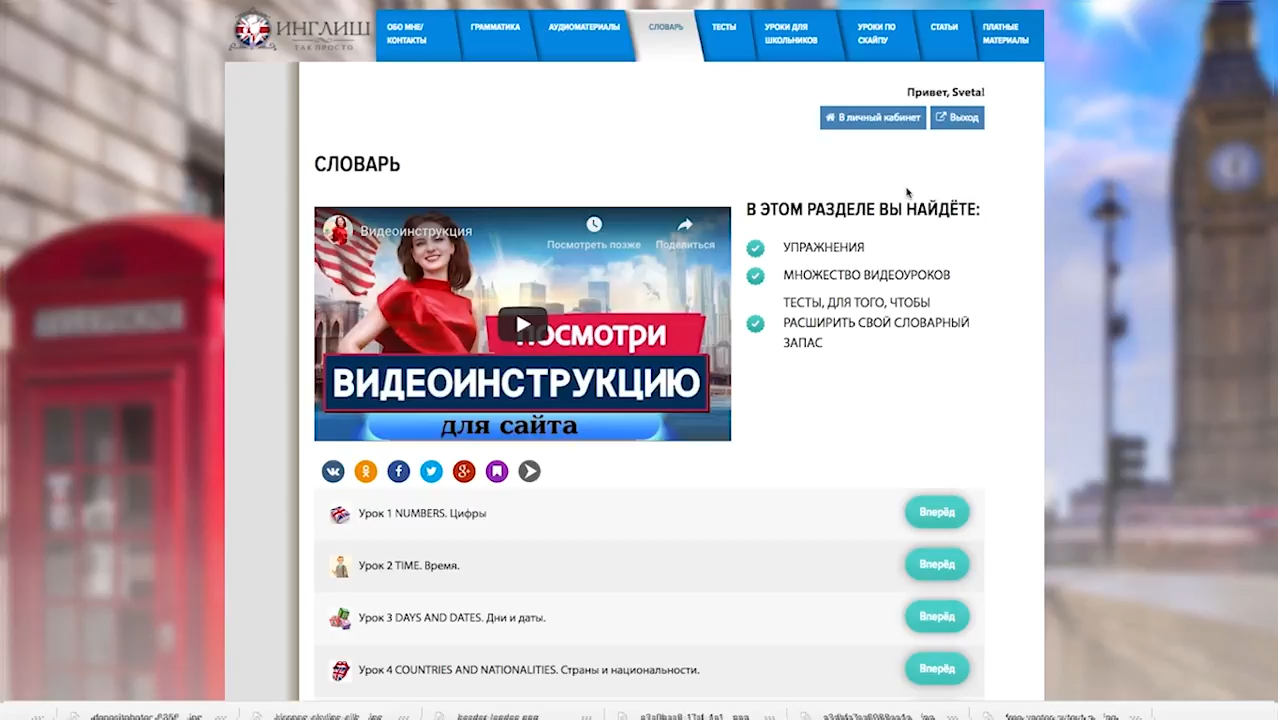 ИНГЛИШ
ТАК ПРОСТО
ОБО МНЕ/
КОНТАКТЫ
ГРАММАТИКА
АУДИОМАТЕРИАЛЫ
СЛОВАРЬ
ТЕСТЫ
УРОКИ ДЛЯ
ШКОЛЬНИКОВ
УРОКИ ПО
СКАЙПУ
СТАТЬИ
ПЛАТНЫЕ
МАТЕРИАЛЫ
Привет, Sveta!
В личный кабинет
Выход
СЛОВАРЬ
Видеоинструкция
Посмотреть позже
Поделиться
ПОСМОТРИ
ВИДЕОИНСТРУКЦИЮ
для сайта
В ЭТОМ РАЗДЕЛЕ ВЫ НАЙДЁТЕ:
УПРАЖНЕНИЯ
МНОЖЕСТВО ВИДЕОУРОКОВ
ТЕСТЫ, ДЛЯ ТОГО, ЧТОБЫ
РАСШИРИТЬ СВОЙ СЛОВАРНЫЙ
ЗАПАС
Урок 1 NUMBERS. Цифры
Вперёд
Урок 2 TIME. Время.
Вперёд
Урок 3 DAYS AND DATES. Дни и даты.
Вперёд
Урок 4 COUNTRIES AND NATIONALITIES. Страны и национальности.
Вперёд